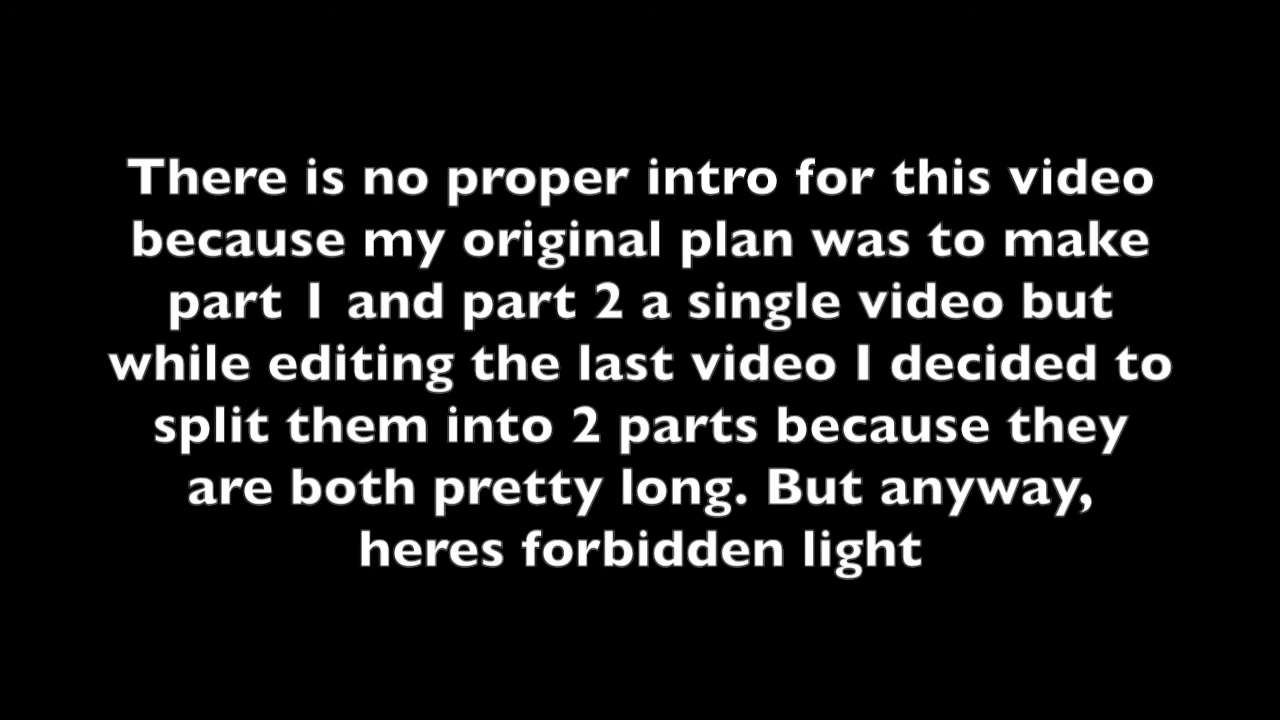 There is no proper intro for this video
because my original plan was to make
part 1 and part 2 a single video but
while editing the last video I decided to
split them into 2 parts because they
are both pretty long. But anyway,
heres forbidden light